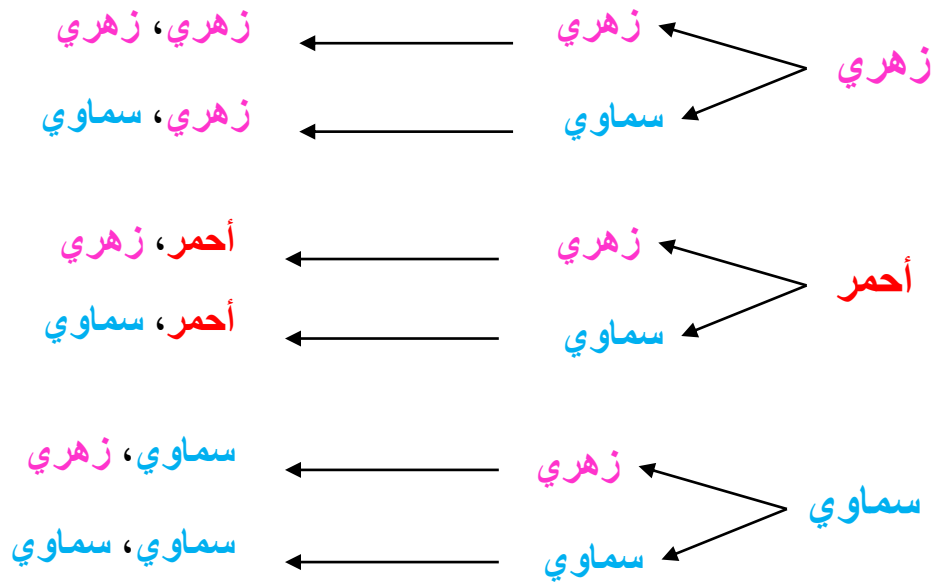 زهري
زهري
زهري، زهري
سماوي
زهري، سماوي
أحمر
زهري
أحمر، زهري
سماوي
أحمر، سماوي
سماوي
زهري
سماوي، زهري
سماوي
سماوي، سماوي